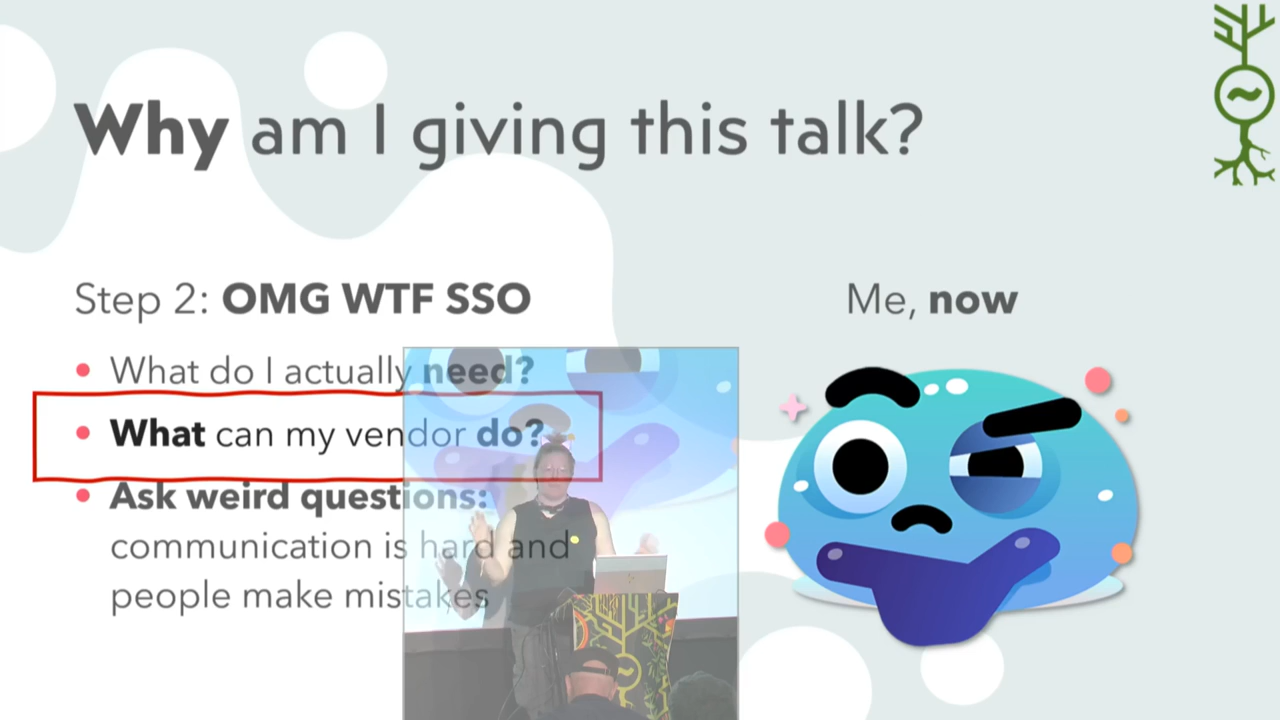 Why am I giving this talk?
Step 2: OMG WTF SSO
Me, now
• What do I actually need?
• What can my vendor do?
• Ask weird questions:
communication is hard and
people make mistakes